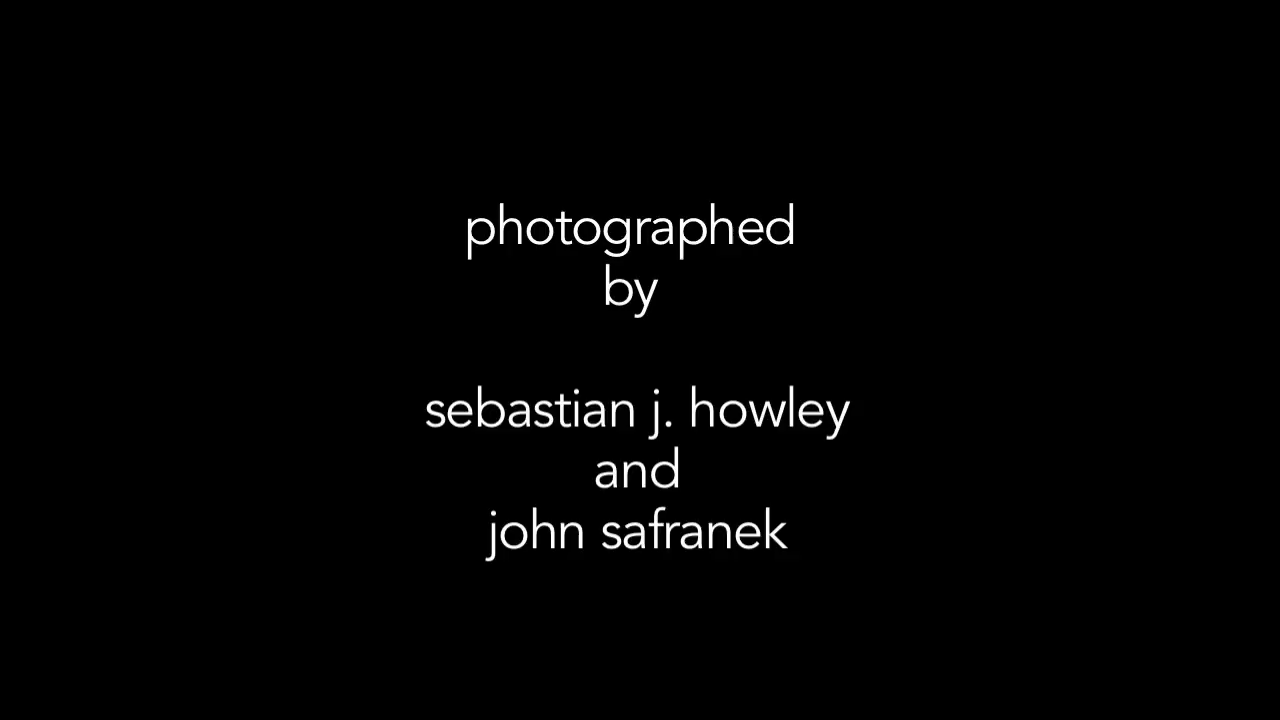 photographed
by
sebastian j. howley
and
john safranek